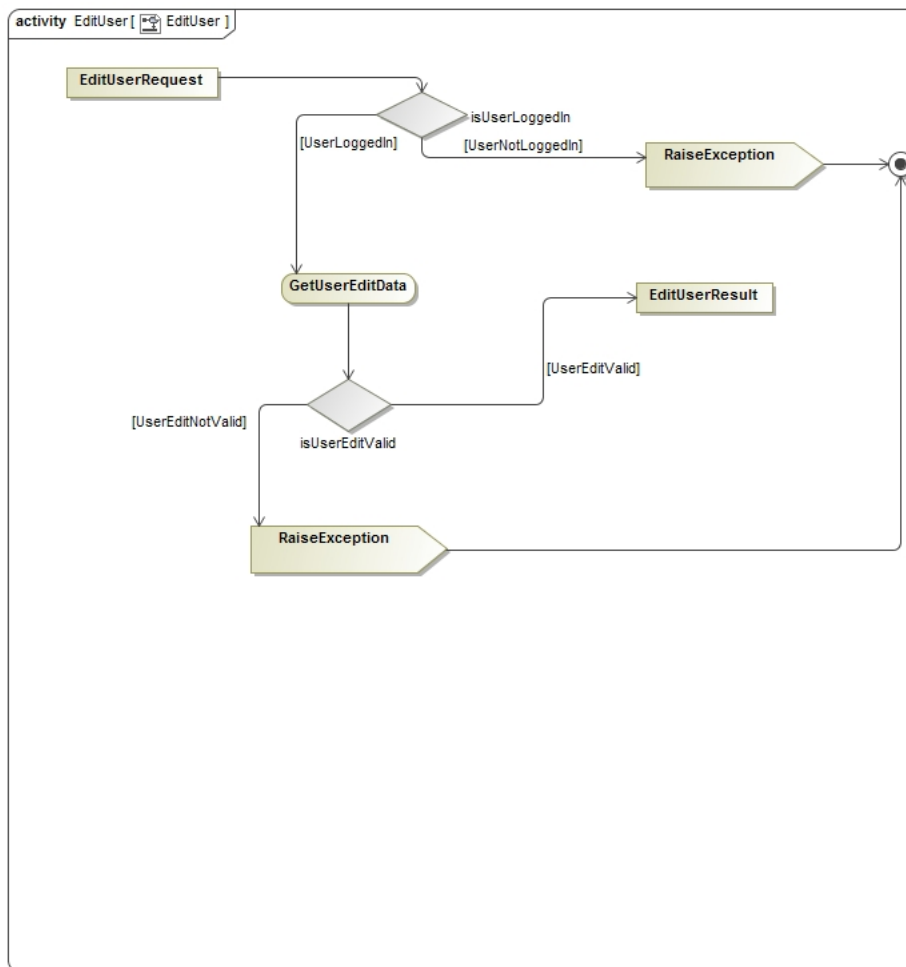 activity EditUser [ EditUser ]
EditUserRequest
isUserLoggedIn
[UserLoggedIn]
[UserNotLoggedIn]
RaiseException
GetUserEditData
EditUserResult
[UserEditValid]
[UserEditNotValid]
isUserEditValid
RaiseException